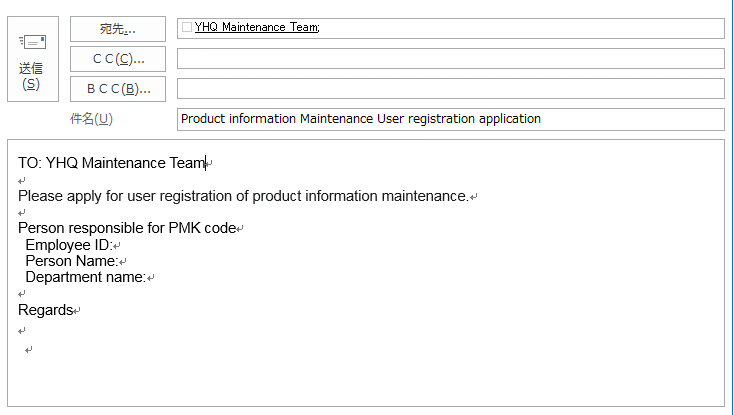 宛先...
YHQ Maintenance Team;
送信
(S)
ＣＣ(C)...
ＢＣＣ(B)...
件名(U)
Product information Maintenance User registration application
TO: YHQ Maintenance Team↵
↵
Please apply for user registration of product information maintenance.↵
↵
Person responsible for PMK code↵
Employee ID:↵
Person Name:↵
Department name:↵
↵
Regards↵
↵
↵